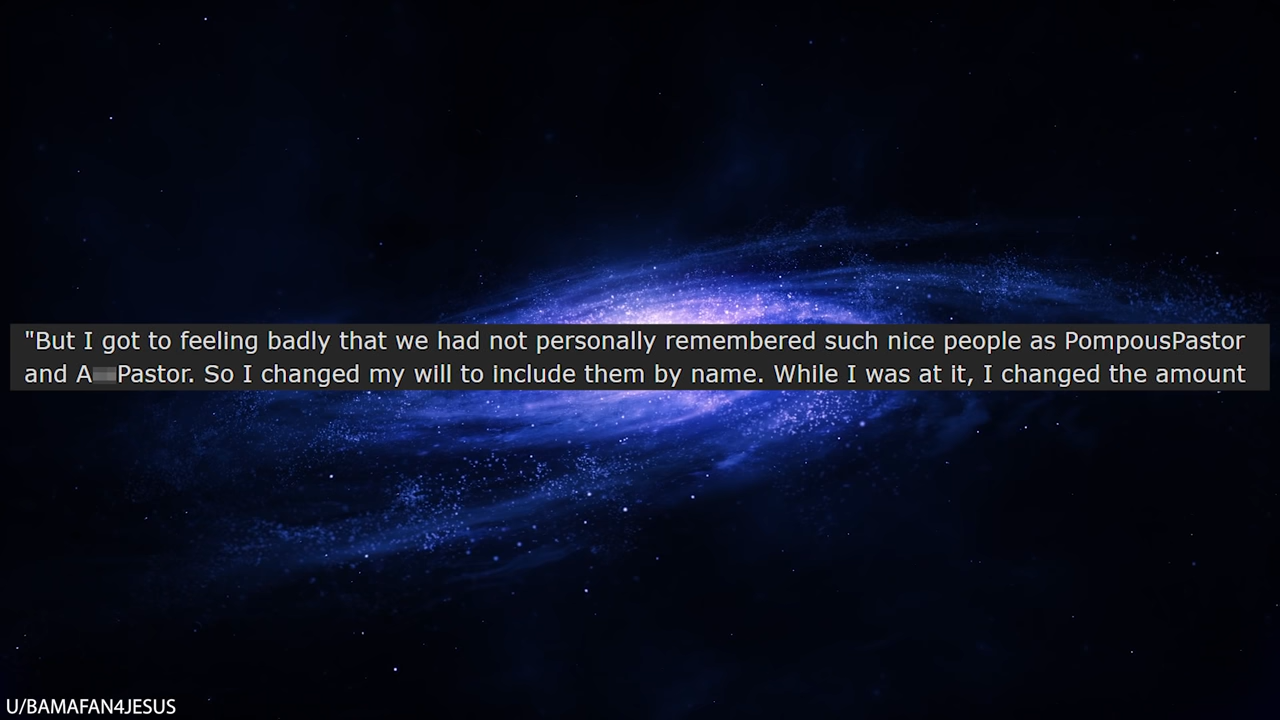 "But I got to feeling badly that we had not personally remembered such nice people as PompousPastor
and A Pastor. So I changed my will to include them by name. While I was at it, I changed the amount
U/BAMAFAN4JESUS